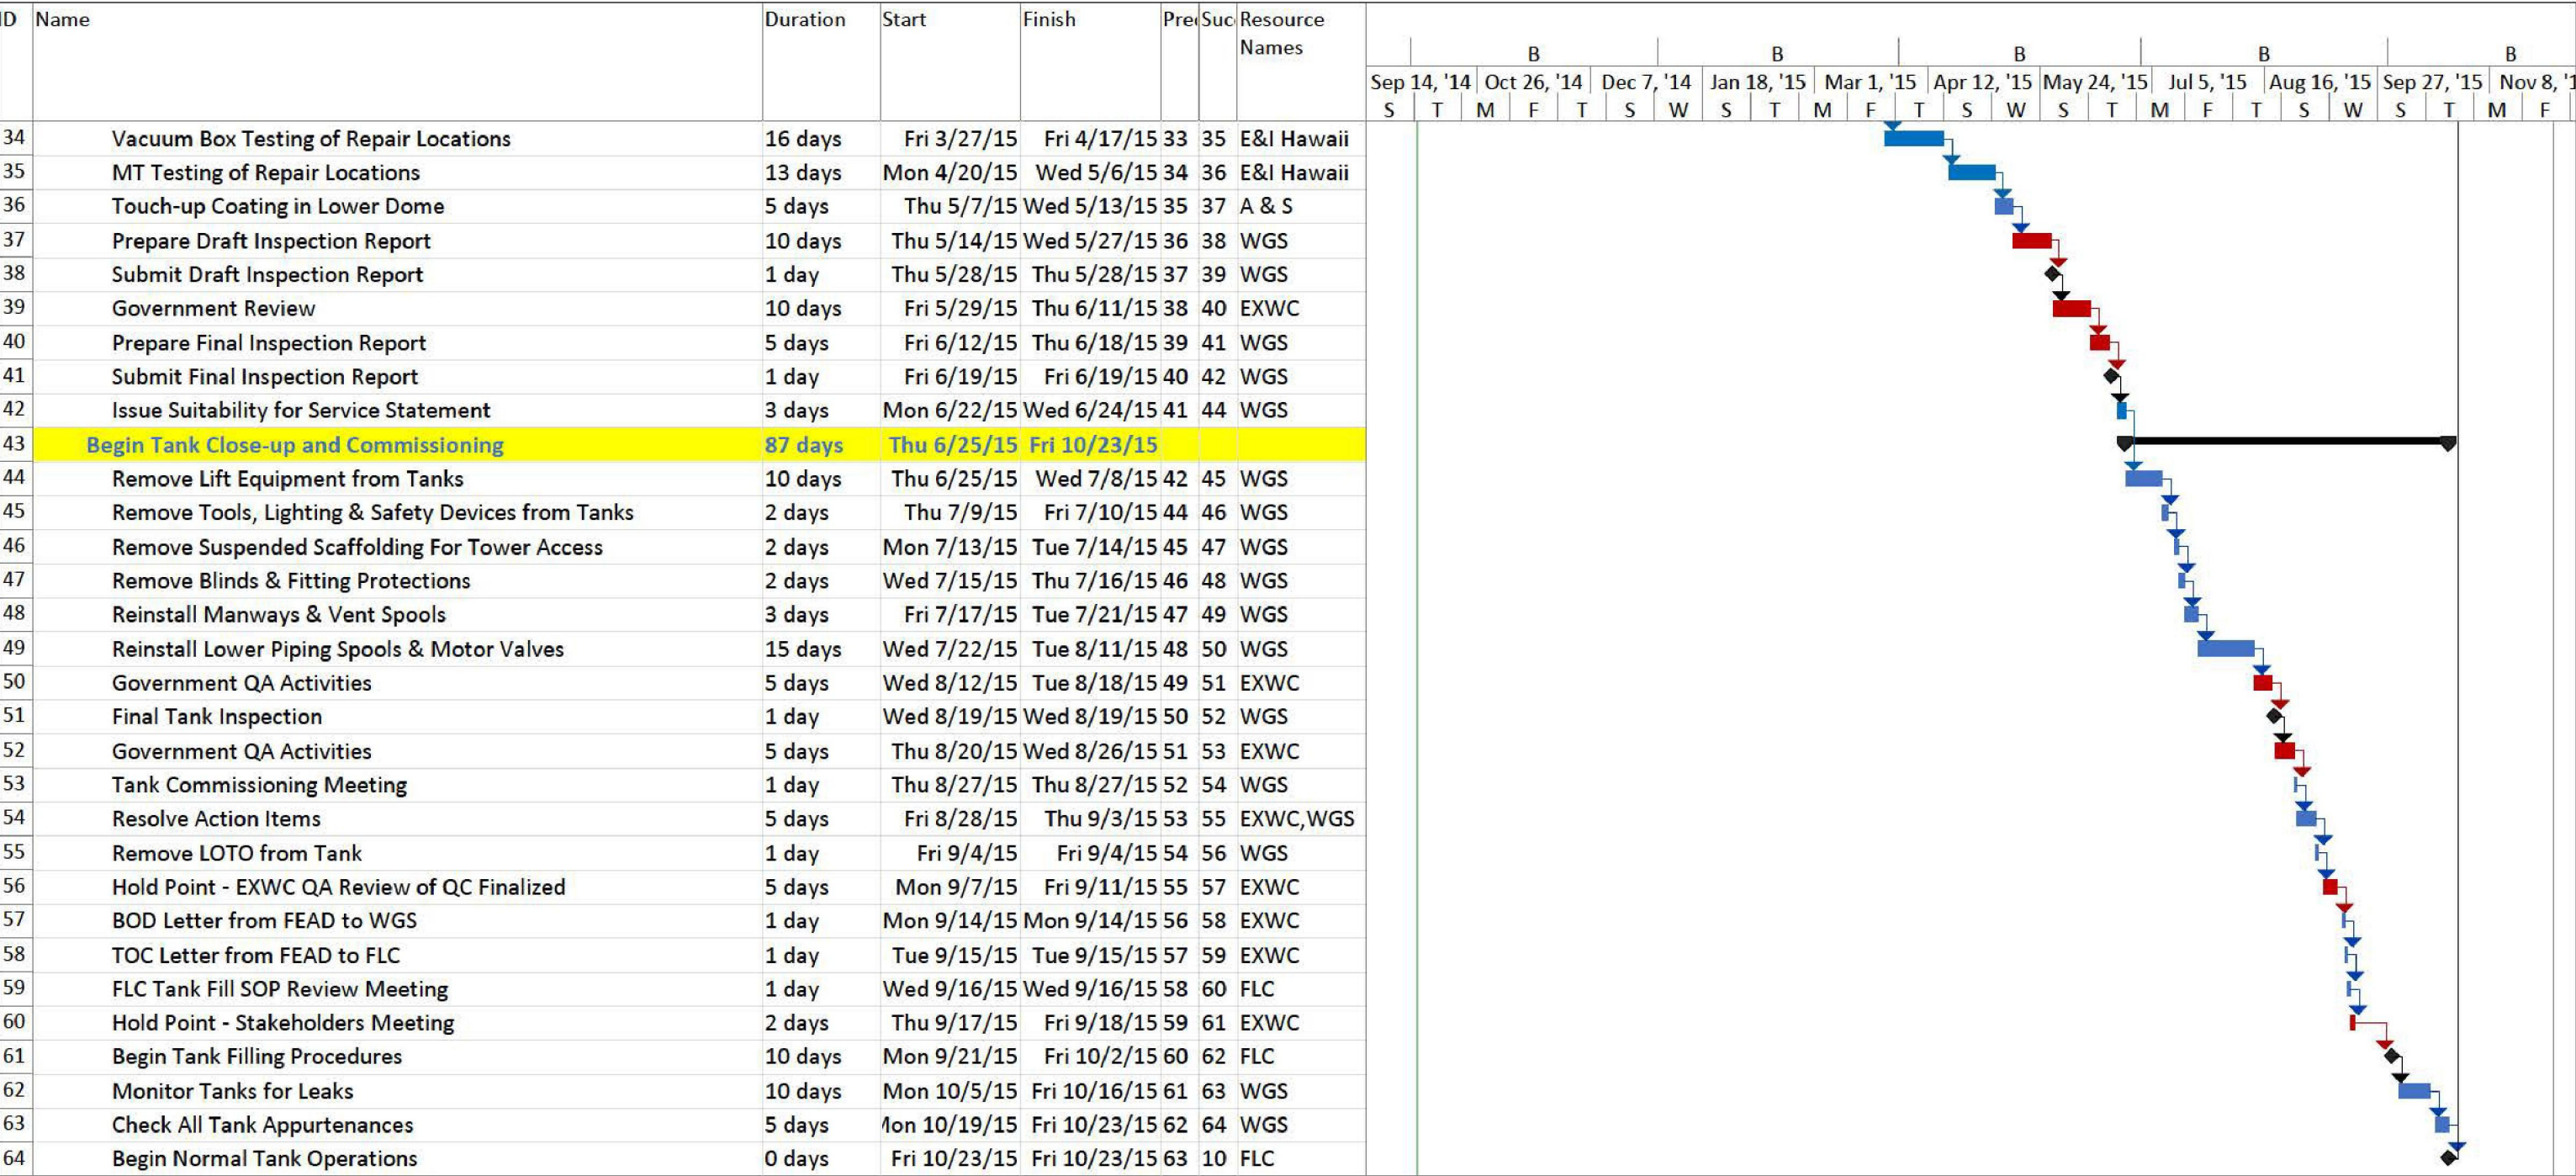 ID Name Duration Start Finish Pre Suc Resource Names
B B B B B
Sep 14, '14 Oct 26, '14 Dec 7, '14 Jan 18, '15 Mar 1, '15 Apr 12, '15 May 24, '15 Jul 5, '15 Aug 16, '15 Sep 27, '15 Nov 8, '1
S T M F T S W S T M F T S W S T M F T S W S T M F
34 Vacuum Box Testing of Repair Locations 16 days Fri 3/27/15 Fri 4/17/15 33 35 E&I Hawaii
35 MT Testing of Repair Locations 13 days Mon 4/20/15 Wed 5/6/15 34 36 E&I Hawaii
36 Touch-up Coating in Lower Dome 5 days Thu 5/7/15 Wed 5/13/15 35 37 A & S
37 Prepare Draft Inspection Report 10 days Thu 5/14/15 Wed 5/27/15 36 38 WGS
38 Submit Draft Inspection Report 1 day Thu 5/28/15 Thu 5/28/15 37 39 WGS
39 Government Review 10 days Fri 5/29/15 Thu 6/11/15 38 40 EXWC
40 Prepare Final Inspection Report 5 days Fri 6/12/15 Thu 6/18/15 39 41 WGS
41 Submit Final Inspection Report 1 day Fri 6/19/15 Fri 6/19/15 40 42 WGS
42 Issue Suitability for Service Statement 3 days Mon 6/22/15 Wed 6/24/15 41 44 WGS
43 Begin Tank Close-up and Commissioning 87 days Thu 6/25/15 Fri 10/23/15
44 Remove Lift Equipment from Tanks 10 days Thu 6/25/15 Wed 7/8/15 42 45 WGS
45 Remove Tools, Lighting & Safety Devices from Tanks 2 days Thu 7/9/15 Fri 7/10/15 44 46 WGS
46 Remove Suspended Scaffolding For Tower Access 2 days Mon 7/13/15 Tue 7/14/15 45 47 WGS
47 Remove Blinds & Fitting Protections 2 days Wed 7/15/15 Thu 7/16/15 46 48 WGS
48 Reinstall Manways & Vent Spools 3 days Fri 7/17/15 Tue 7/21/15 47 49 WGS
49 Reinstall Lower Piping Spools & Motor Valves 15 days Wed 7/22/15 Tue 8/11/15 48 50 WGS
50 Government QA Activities 5 days Wed 8/12/15 Tue 8/18/15 49 51 EXWC
51 Final Tank Inspection 1 day Wed 8/19/15 Wed 8/19/15 50 52 WGS
52 Government QA Activities 5 days Thu 8/20/15 Wed 8/26/15 51 53 EXWC
53 Tank Commissioning Meeting 1 day Thu 8/27/15 Thu 8/27/15 52 54 WGS
54 Resolve Action Items 5 days Fri 8/28/15 Thu 9/3/15 53 55 EXWC,WGS
55 Remove LOTO from Tank 1 day Fri 9/4/15 Fri 9/4/15 54 56 WGS
56 Hold Point - EXWC QA Review of QC Finalized 5 days Mon 9/7/15 Fri 9/11/15 55 57 EXWC
57 BOD Letter from FEAD to WGS 1 day Mon 9/14/15 Mon 9/14/15 56 58 EXWC
58 TOC Letter from FEAD to FLC 1 day Tue 9/15/15 Tue 9/15/15 57 59 EXWC
59 FLC Tank Fill SOP Review Meeting 1 day Wed 9/16/15 Wed 9/16/15 58 60 FLC
60 Hold Point - Stakeholders Meeting 2 days Thu 9/17/15 Fri 9/18/15 59 61 EXWC
61 Begin Tank Filling Procedures 10 days Mon 9/21/15 Fri 10/2/15 60 62 FLC
62 Monitor Tanks for Leaks 10 days Mon 10/5/15 Fri 10/16/15 61 63 WGS
63 Check All Tank Appurtenances 5 days Mon 10/19/15 Fri 10/23/15 62 64 WGS
64 Begin Normal Tank Operations 0 days Fri 10/23/15 Fri 10/23/15 63 10 FLC